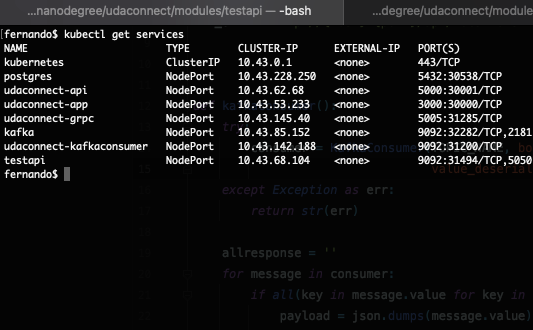 ...nanodegree/udaconnect/modules/testapi — -bash ...degree/udaconnect/module
[fernando$ kubectl get services
NAME TYPE CLUSTER-IP EXTERNAL-IP PORT(S)
kubernetes ClusterIP 10.43.0.1 <none> 443/TCP
postgres NodePort 10.43.228.250 <none> 5432:30538/TCP
udaconnect-api NodePort 10.43.62.68 <none> 5000:30001/TCP
udaconnect-app NodePort 10.43.53.233 <none> 3000:30000/TCP
udaconnect-grpc NodePort 10.43.145.40 <none> 5005:31285/TCP
kafka NodePort 10.43.85.152 <none> 9092:32282/TCP,2181
udaconnect-kafkaconsumer NodePort 10.43.142.188 <none> 9092:31200/TCP
testapi NodePort 10.43.68.104 <none> 9092:31494/TCP,5050
fernando$
except Exception as err:
return str(err)
allresponse = ''
for message in consumer:
if all(key in message.value for key in
payload = json.dumps(message.value)